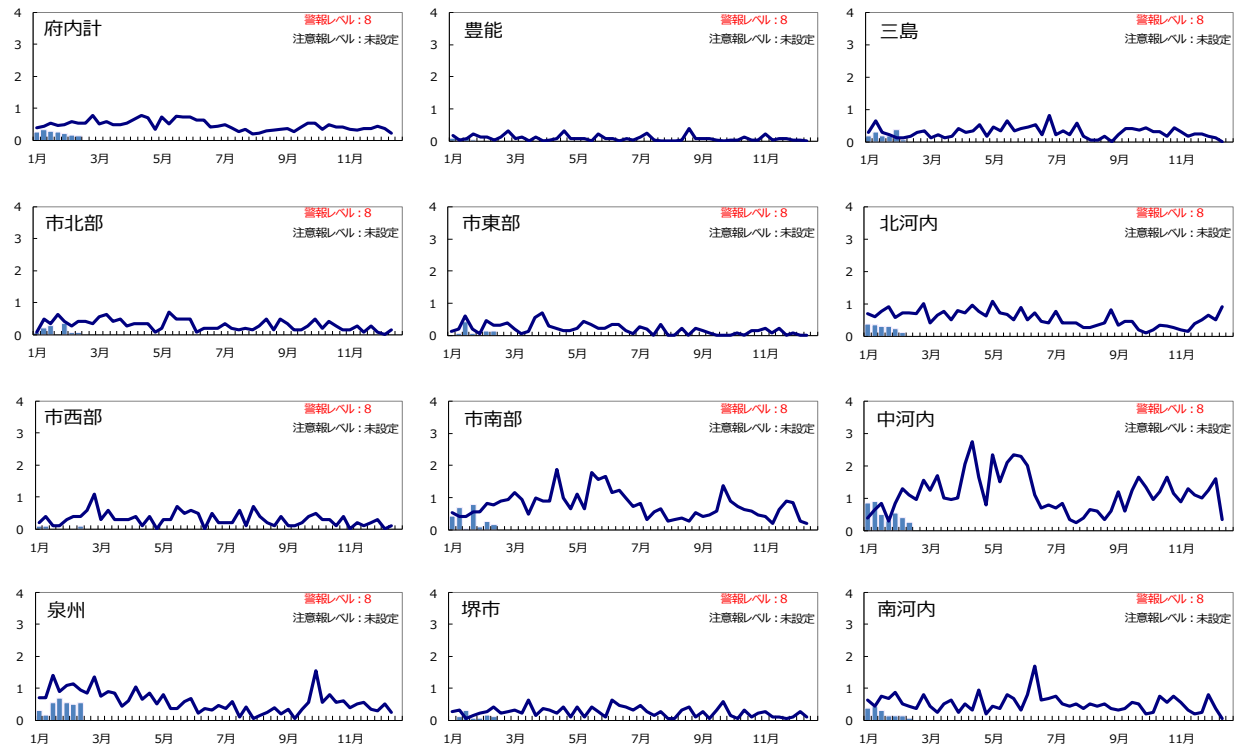 府内計
警報レベル：8
注意報レベル：未設定
4
3
2
1
0
1月 3月 5月 7月 9月 11月
豊能
警報レベル：8
注意報レベル：未設定
4
3
2
1
0
1月 3月 5月 7月 9月 11月
三島
警報レベル：8
注意報レベル：未設定
4
3
2
1
0
1月 3月 5月 7月 9月 11月
市北部
警報レベル：8
注意報レベル：未設定
4
3
2
1
0
1月 3月 5月 7月 9月 11月
市東部
警報レベル：8
注意報レベル：未設定
4
3
2
1
0
1月 3月 5月 7月 9月 11月
北河内
警報レベル：8
注意報レベル：未設定
4
3
2
1
0
1月 3月 5月 7月 9月 11月
市西部
警報レベル：8
注意報レベル：未設定
4
3
2
1
0
1月 3月 5月 7月 9月 11月
市南部
警報レベル：8
注意報レベル：未設定
4
3
2
1
0
1月 3月 5月 7月 9月 11月
中河内
警報レベル：8
注意報レベル：未設定
4
3
2
1
0
1月 3月 5月 7月 9月 11月
泉州
警報レベル：8
注意報レベル：未設定
4
3
2
1
0
1月 3月 5月 7月 9月 11月
堺市
警報レベル：8
注意報レベル：未設定
4
3
2
1
0
1月 3月 5月 7月 9月 11月
南河内
警報レベル：8
注意報レベル：未設定
4
3
2
1
0
1月 3月 5月 7月 9月 11月